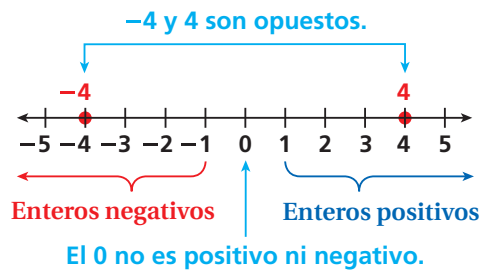 −4 y 4 son opuestos.
−4 4
−5 −4 −3 −2 −1 0 1 2 3 4 5
Enteros negativos Enteros positivos
El 0 no es positivo ni negativo.